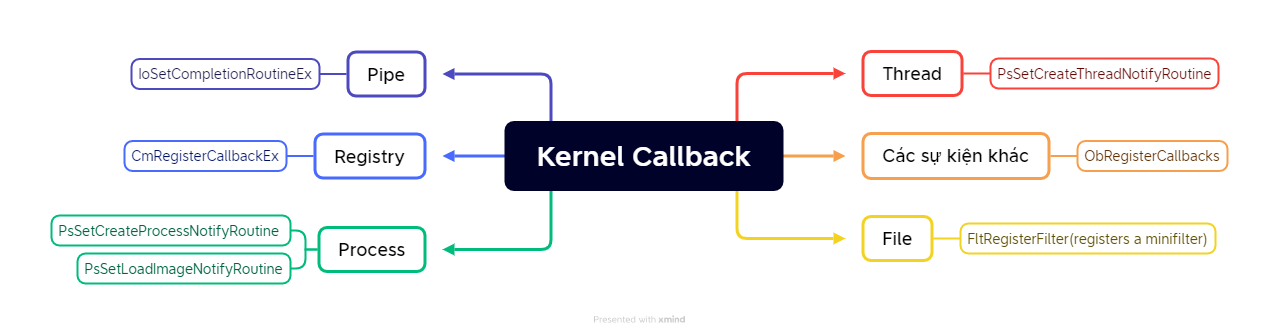 Kernel Callback
Thread
PsSetCreateThreadNotifyRoutine
Các sự kiện khác
ObRegisterCallbacks
File
FltRegisterFilter(registers a minifilter)
Pipe
IoSetCompletionRoutineEx
Registry
CmRegisterCallbackEx
Process
PsSetCreateProcessNotifyRoutine
PsSetLoadImageNotifyRoutine
Presented with xmind